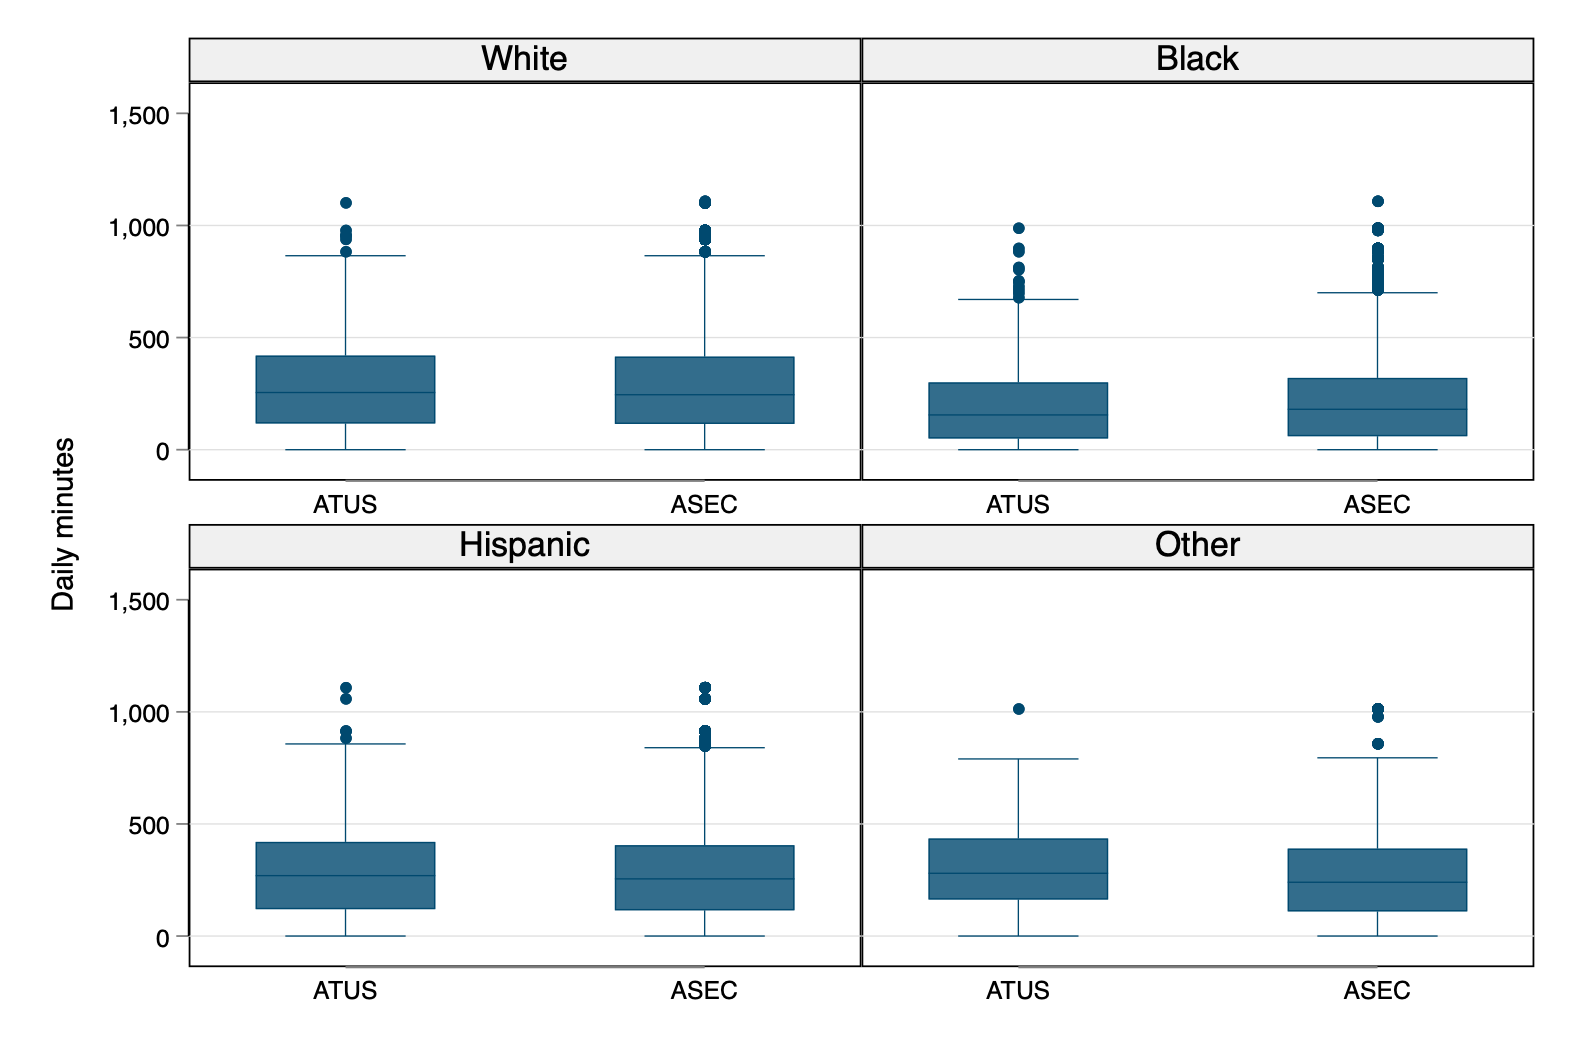 White
Black
1,500
1,000
500
0
ATUS
ASEC
ATUS
ASEC
Daily minutes
Hispanic
Other
1,500
1,000
500
0
ATUS
ASEC
ATUS
ASEC